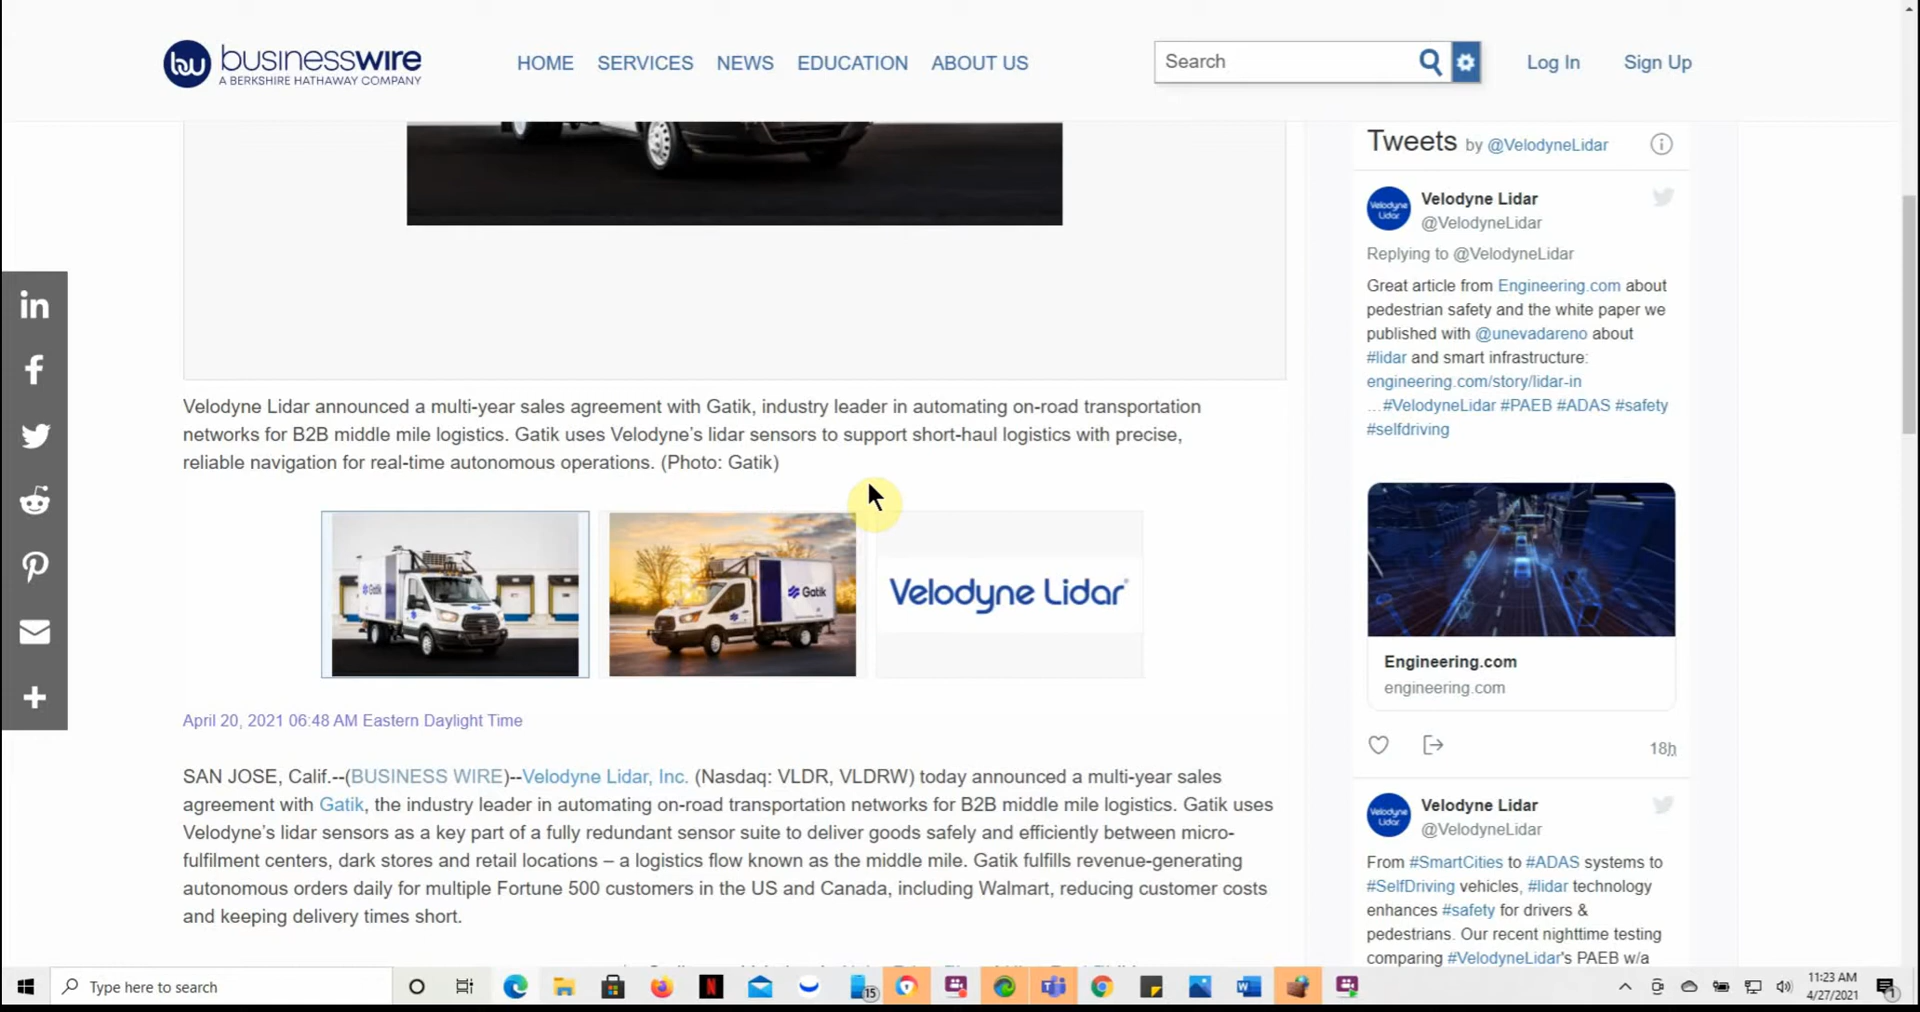 businesswire
A BERKSHIRE HATHAWAY COMPANY
HOME
SERVICES
NEWS
EDUCATION
ABOUT US
Search
Log In
Sign Up
Velodyne Lidar announced a multi-year sales agreement with Gatik, industry leader in automating on-road transportation
networks for B2B middle mile logistics. Gatik uses Velodyne's lidar sensors to support short-haul logistics with precise,
reliable navigation for real-time autonomous operations. (Photo: Gatik)
Gatik
Gatik
Velodyne Lidar
April 20, 2021 06:48 AM Eastern Daylight Time
SAN JOSE, Calif.--(BUSINESS WIRE)--Velodyne Lidar, Inc. (Nasdaq: VLDR, VLDRW) today announced a multi-year sales
agreement with Gatik, the industry leader in automating on-road transportation networks for B2B middle mile logistics. Gatik uses
Velodyne's lidar sensors as a key part of a fully redundant sensor suite to deliver goods safely and efficiently between micro-
fulfilment centers, dark stores and retail locations – a logistics flow known as the middle mile. Gatik fulfills revenue-generating
autonomous orders daily for multiple Fortune 500 customers in the US and Canada, including Walmart, reducing customer costs
and keeping delivery times short.
Tweets by @VelodyneLidar
Velodyne Lidar
Velodyne Lidar
@VelodyneLidar
Replying to @VelodyneLidar
Great article from Engineering.com about
pedestrian safety and the white paper we
published with @unevadareno about
#lidar and smart infrastructure:
engineering.com/story/lidar-in
…#VelodyneLidar #PAEB #ADAS #safety
#selfdriving
Engineering.com
engineering.com
18h
Velodyne Lidar
Velodyne Lidar
@VelodyneLidar
From #SmartCities to #ADAS systems to
#SelfDriving vehicles, #lidar technology
enhances #safety for drivers &
pedestrians. Our recent nighttime testing
comparing #VelodyneLidar's PAEB w/a
Type here to search
15
11:23 AM
4/27/2021
1